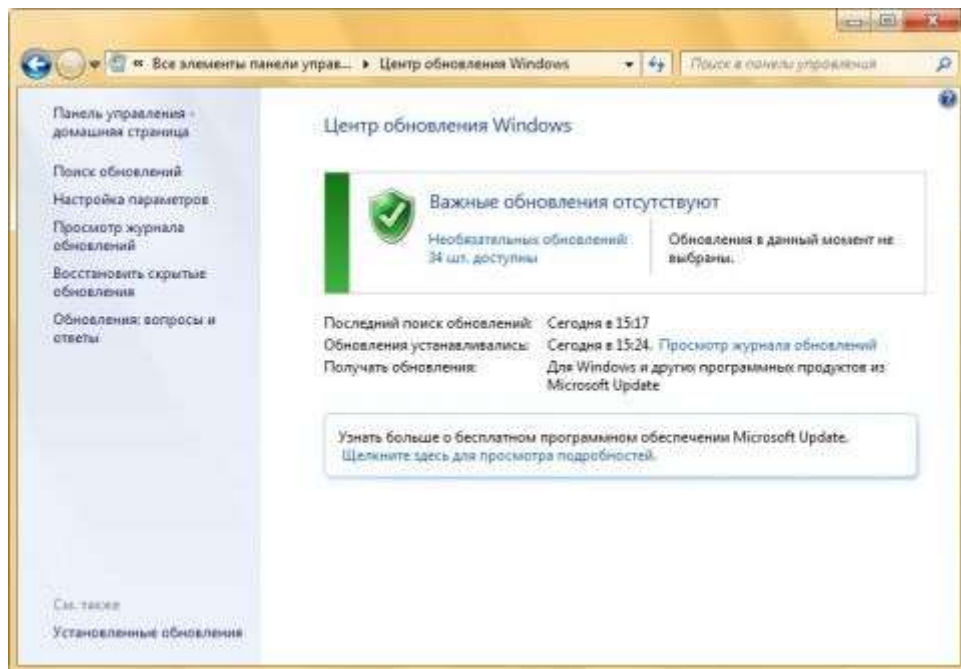 « Все элементы панели управ... ▸ Центр обновления Windows
Поиск в панели управления
Панель управления -
домашняя страница
Поиск обновлений
Настройка параметров
Просмотр журнала
обновлений
Восстановить скрытые
обновления
Обновления: вопросы и
ответы
См. также
Установленные обновления
Центр обновления Windows
Важные обновления отсутствуют
Необязательных обновлений:
34 шт. доступны
Обновления в данный момент не
выбраны.
Последний поиск обновлений: Сегодня в 15:17
Обновления устанавливались: Сегодня в 15:24. Просмотр журнала обновлений
Получать обновления: Для Windows и других программных продуктов из
Microsoft Update
Узнать больше о бесплатном программном обеспечении Microsoft Update.
Щелкните здесь для просмотра подробностей.